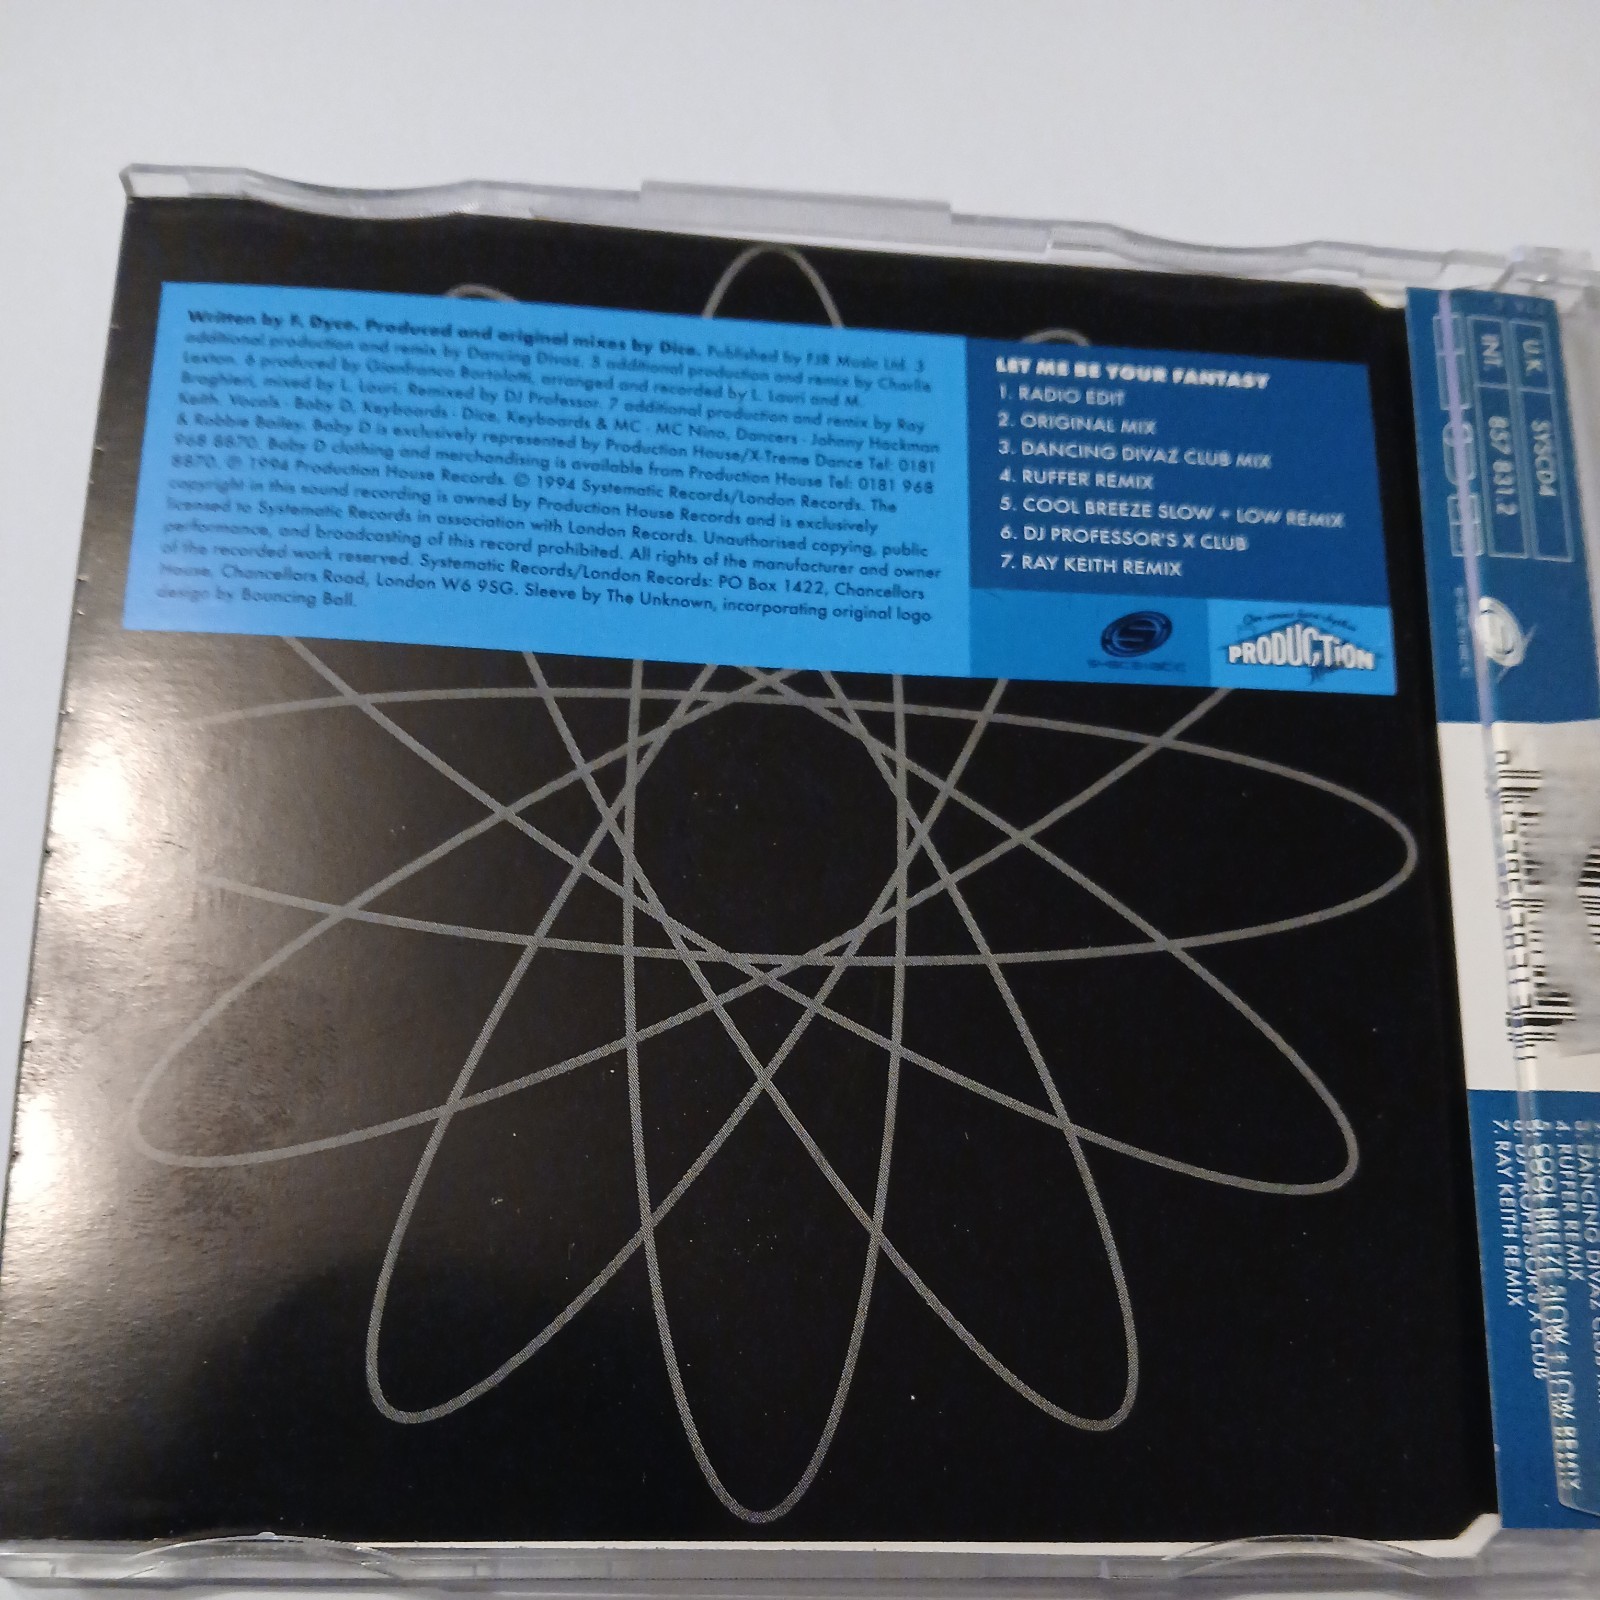 Written by F. Dyce. Produced and original mixes by Dice. Published by PJR Music Ltd. 3
additional production and remix by Dancing Divaz. 5 additional production and remix by Charlie
Lexton. 6 produced by Gianfranco Bortolotti, arranged and recorded by L. Lauri and M.
Braghieri, mixed by L. Lauri. Remixed by DJ Professor. 7 additional production and remix by Ray
Keith. Vocals - Baby D, Keyboards - Dice, Keyboards & MC - MC Nino, Dancers - Johnny Hackman
& Robbie Bailey. Baby D is exclusively represented by Production House/X-Treme Dance Tel: 0181
968 8870. Baby D clothing and merchandising is available from Production House Tel: 0181 968
8870. ℗ 1994 Production House Records. © 1994 Systematic Records/London Records. The
copyright in this sound recording is owned by Production House Records and is exclusively
licensed to Systematic Records in association with London Records. Unauthorised copying, public
performance, and broadcasting of this record prohibited. All rights of the manufacturer and owner
of the recorded work reserved. Systematic Records/London Records: PO Box 1422, Chancellors
House, Chancellors Road, London W6 9SG. Sleeve by The Unknown, incorporating original logo
design by Bouncing Ball.
LET ME BE YOUR FANTASY
1. RADIO EDIT
2. ORIGINAL MIX
3. DANCING DIVAZ CLUB MIX
4. RUFFER REMIX
5. COOL BREEZE SLOW + LOW REMIX
6. DJ PROFESSOR'S X CLUB
7. RAY KEITH REMIX
PRODUCTION
U.K. SYSCD4
INT. 857 831-2
3. DANCING DIVAZ CLUB
4. RUFFER REMIX
5. COOL BREEZE SLOW + LOW REMIX
6. DJ PROFESSOR'S X CLUB
7. RAY KEITH REMIX